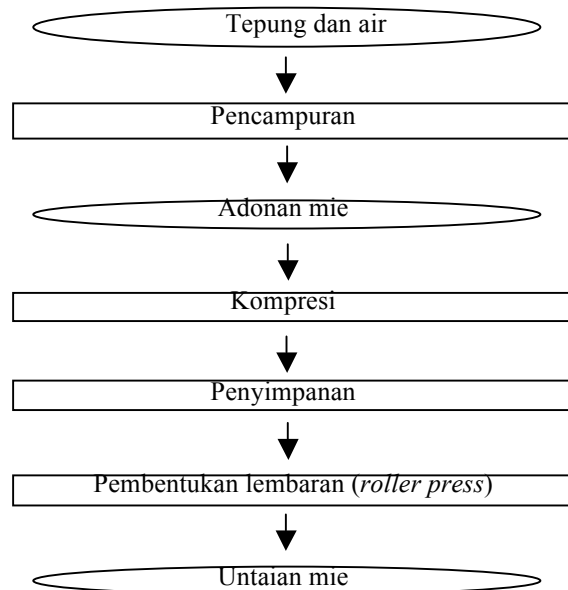 Tepung dan air
Pencampuran
Adonan mie
Kompresi
Penyimpanan
Pembentukan lembaran (roller press)
Untaian mie